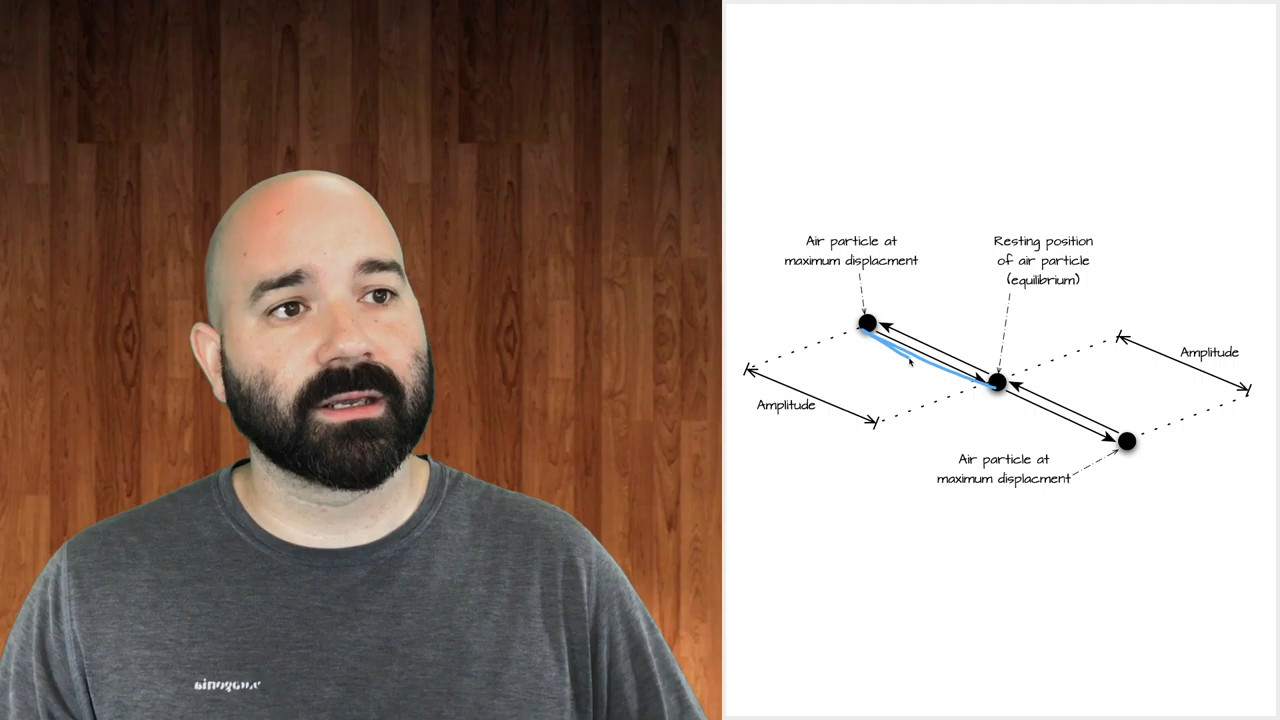 Air particle at
maximum displacment
Resting position
of air particle
(equilibrium)
Amplitude
Amplitude
Air particle at
maximum displacment